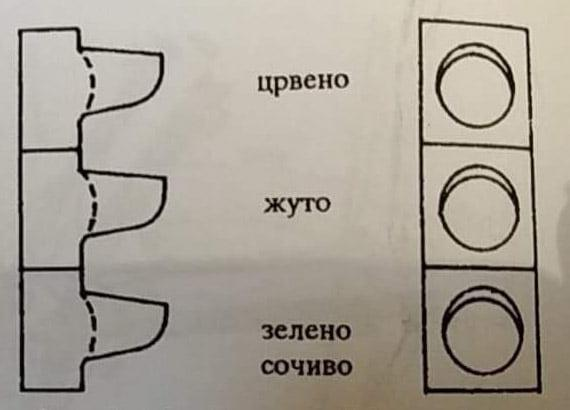 црвено
жуто
зелено
сочиво